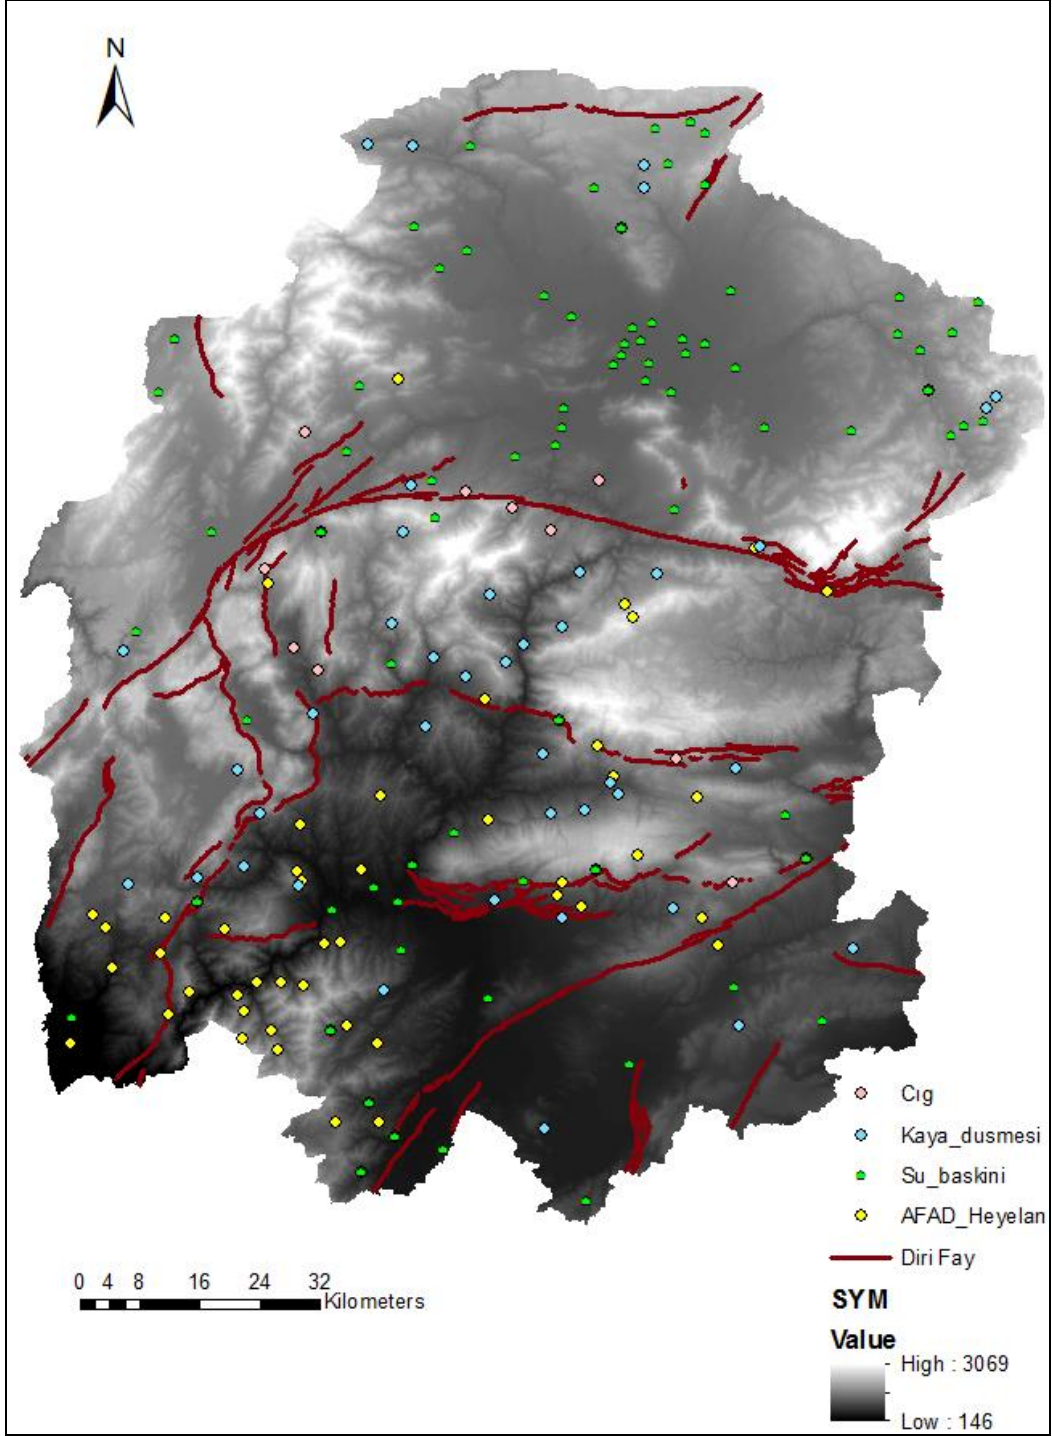 N
Cıg
Kaya_dusmesi
Su_baskini
AFAD_Heyelan
Diri Fay
0 4 8 16 24 32
Kilometers
SYM
Value
High : 3069
Low : 146